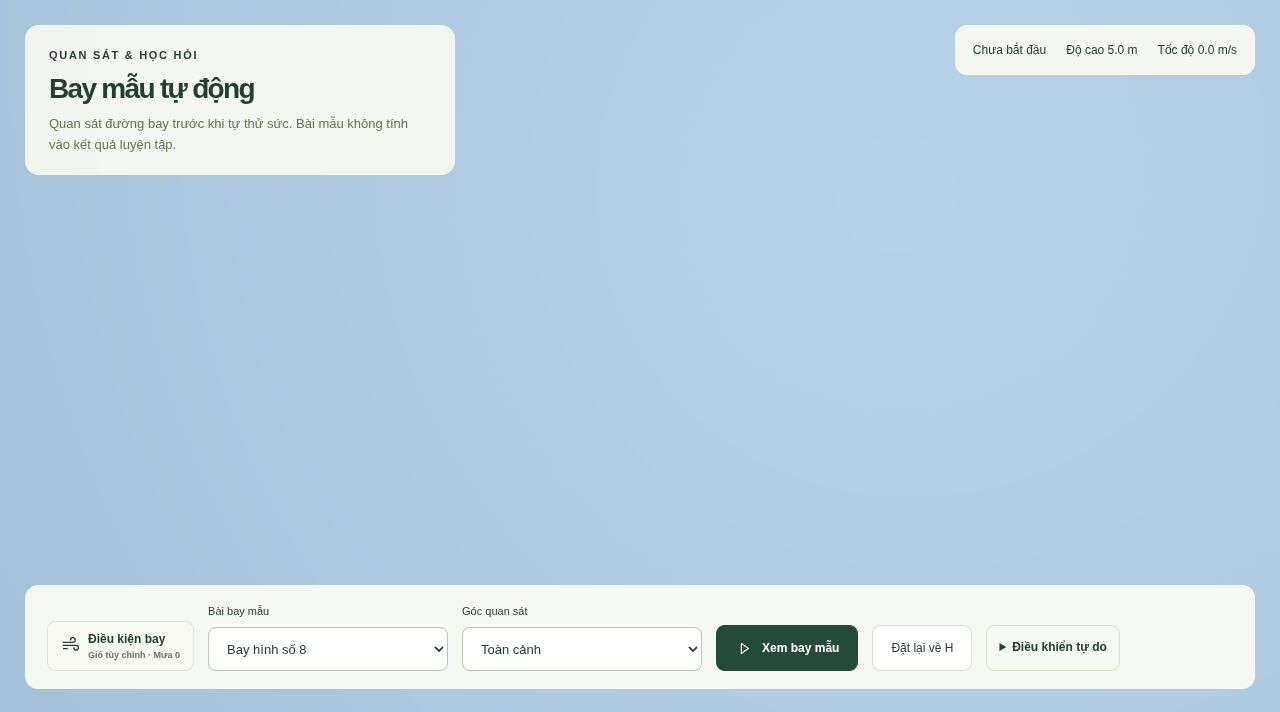 QUAN SÁT & HỌC HỎI
Bay mẫu tự động
Quan sát đường bay trước khi tự thử sức. Bài mẫu không tính
vào kết quả luyện tập.
Chưa bắt đầu Độ cao 5.0 m Tốc độ 0.0 m/s
Điều kiện bay
Gió tùy chỉnh · Mưa 0
Bài bay mẫu
Bay hình số 8
Góc quan sát
Toàn cảnh
Xem bay mẫu
Đặt lại về H
Điều khiển tự do